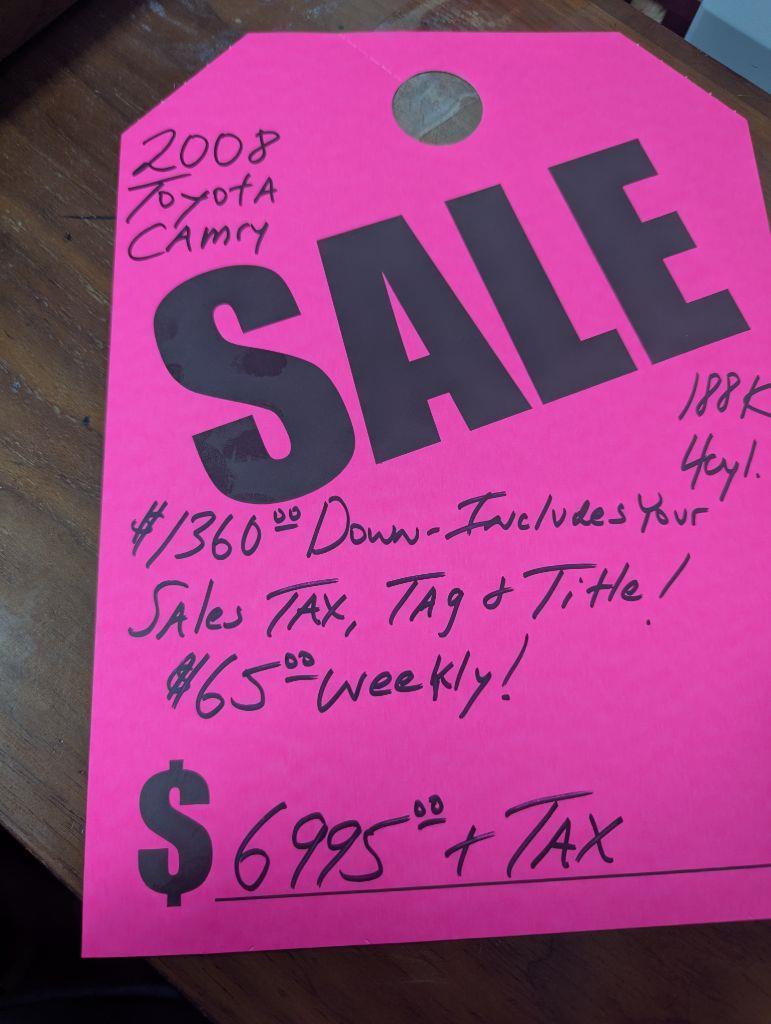 2008
Toyota
Camry
SALE
188K
4cyl.
$1360.00 Down-Includes Your
Sales Tax, Tag & Title!
$65.00 weekly!
$ 6995.00 + Tax